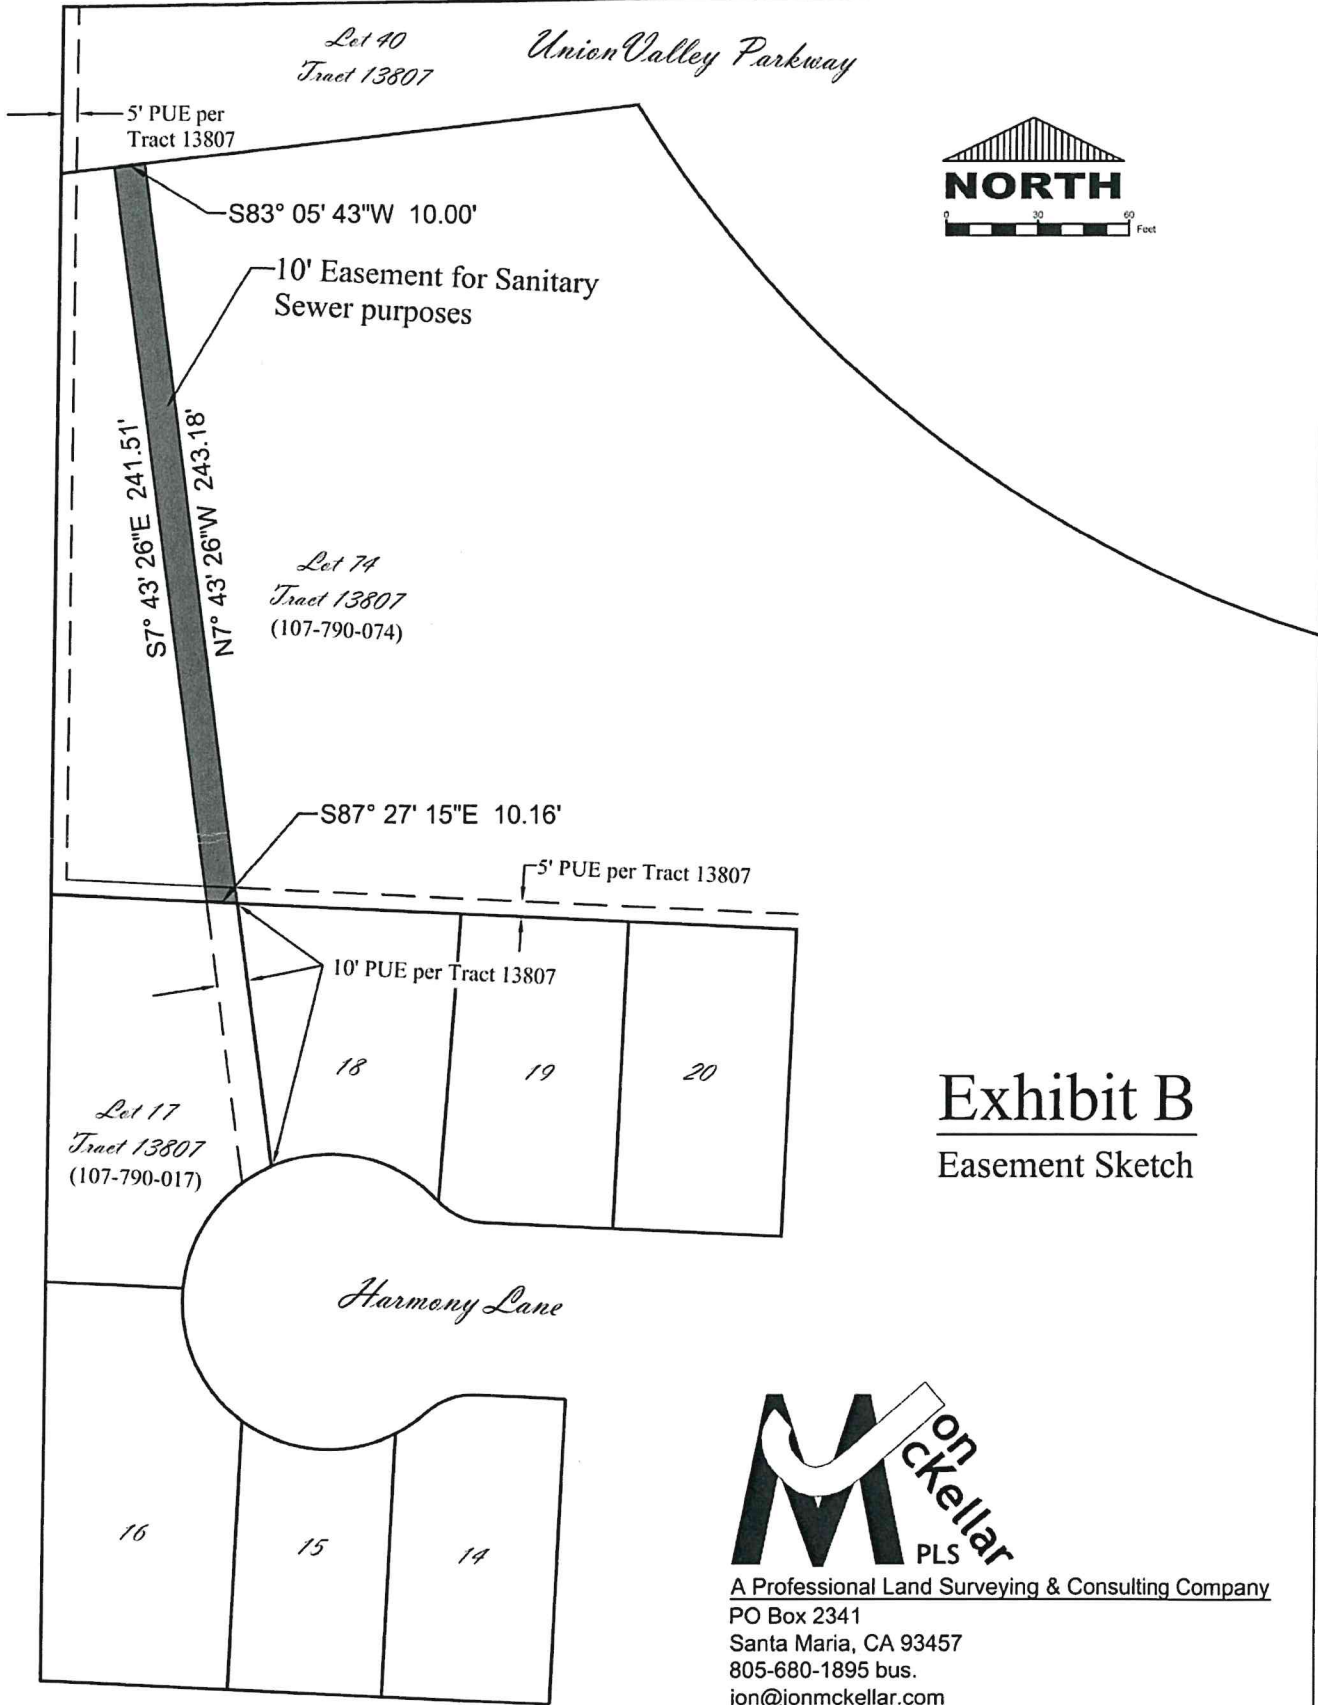 Lot 40
Tract 13807
Union Valley Parkway
5' PUE per
Tract 13807
NORTH
0 30 60
Feet
S83° 05' 43"W 10.00'
10' Easement for Sanitary
Sewer purposes
S7° 43' 26"E 241.51'
N7° 43' 26"W 243.18'
Lot 74
Tract 13807
(107-790-074)
S87° 27' 15"E 10.16'
5' PUE per Tract 13807
10' PUE per Tract 13807
18
19
20
Lot 17
Tract 13807
(107-790-017)
Exhibit B
Easement Sketch
Harmony Lane
16
15
14
Jon
McKellar
PLS
A Professional Land Surveying & Consulting Company
PO Box 2341
Santa Maria, CA 93457
805-680-1895 bus.
jon@jonmckellar.com